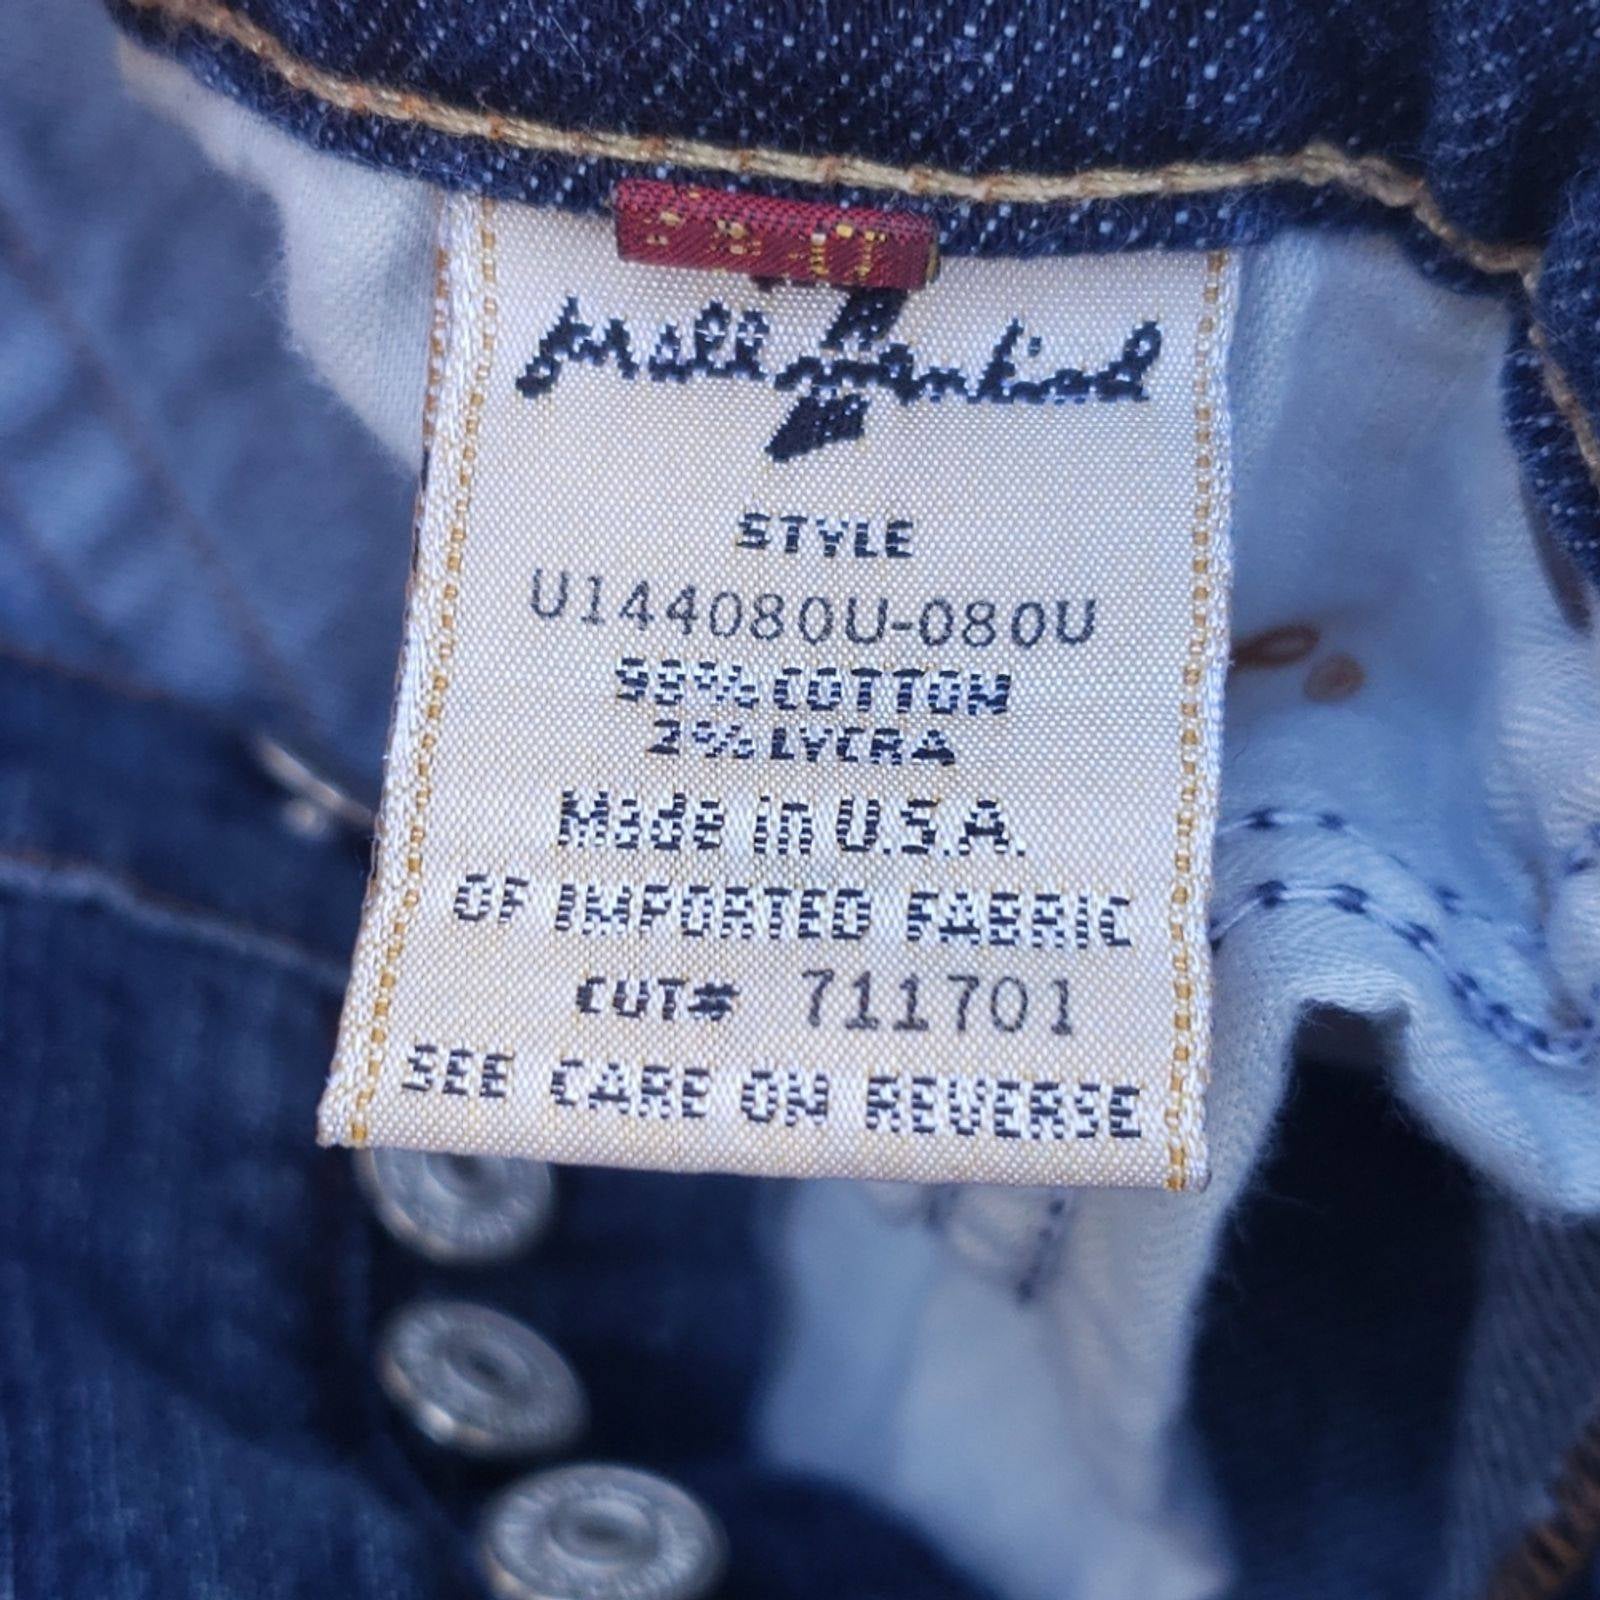 7
for all mankind
STYLE
U144080U-080U
98% COTTON
2% LYCRA
Made in U.S.A.
OF IMPORTED FABRIC
CUT# 711701
SEE CARE ON REVERSE